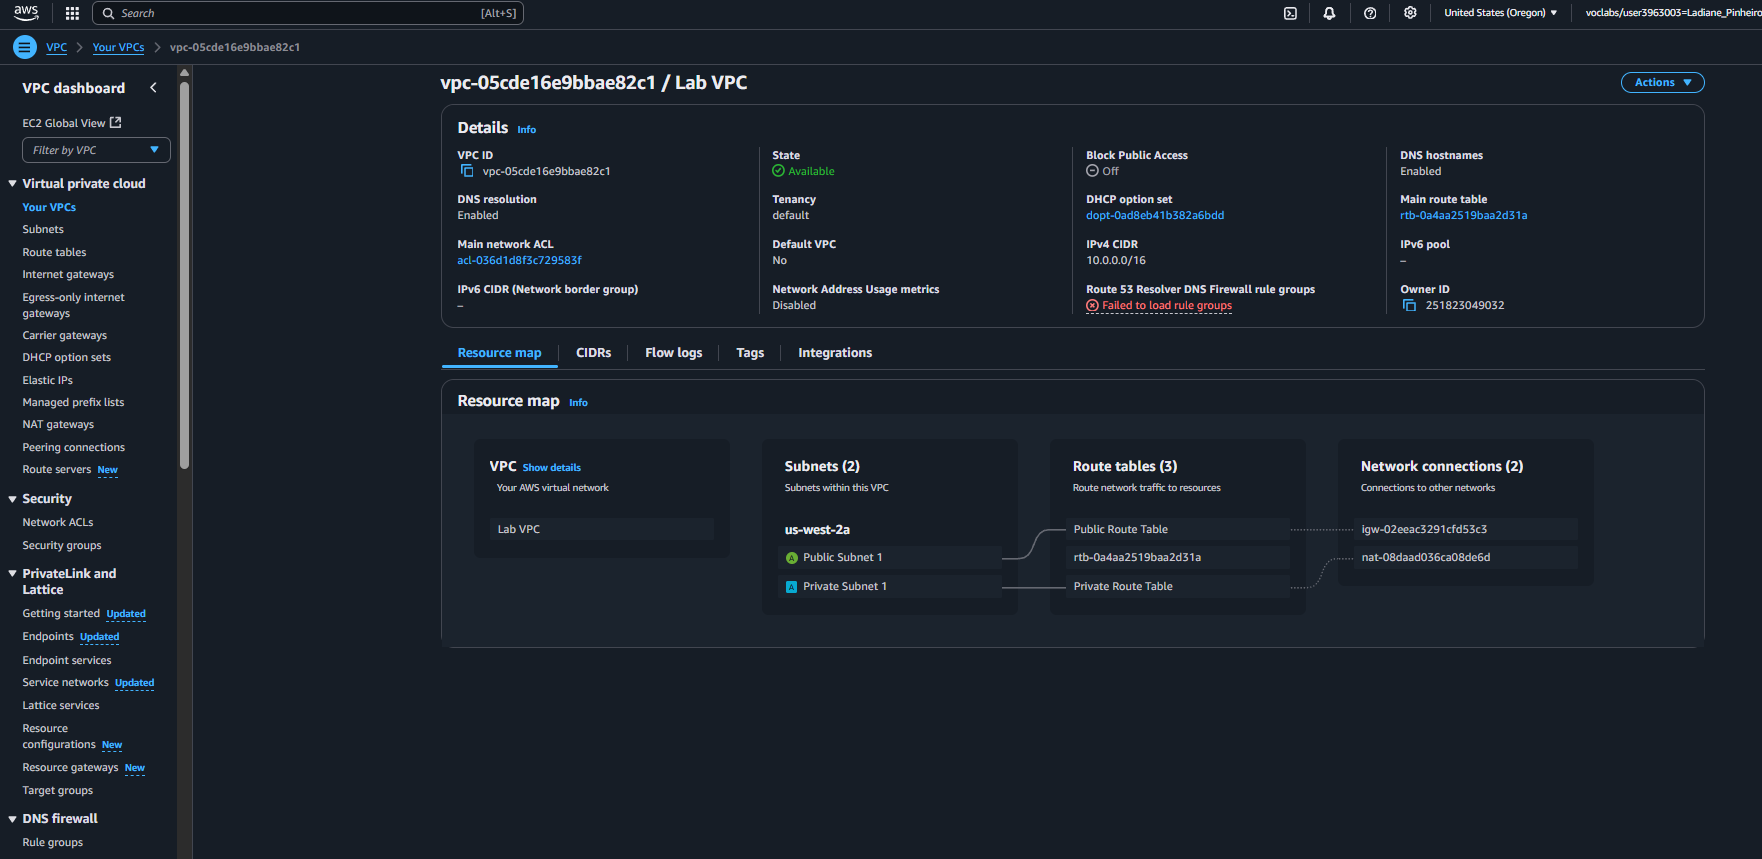 aws
Search
[Alt+S]
United States (Oregon)
voclabs/user3963003=Ladiane_Pinheiro
VPC
Your VPCs
vpc-05cde16e9bbae82c1
VPC dashboard
EC2 Global View
Filter by VPC
Virtual private cloud
Your VPCs
Subnets
Route tables
Internet gateways
Egress-only internet
gateways
Carrier gateways
DHCP option sets
Elastic IPs
Managed prefix lists
NAT gateways
Peering connections
Route servers New
Security
Network ACLs
Security groups
PrivateLink and
Lattice
Getting started Updated
Endpoints Updated
Endpoint services
Service networks Updated
Lattice services
Resource
configurations New
Resource gateways New
Target groups
DNS firewall
Rule groups
vpc-05cde16e9bbae82c1 / Lab VPC
Actions
Details Info
VPC ID
vpc-05cde16e9bbae82c1
State
Available
Block Public Access
Off
DNS hostnames
Enabled
DNS resolution
Enabled
Tenancy
default
DHCP option set
dopt-0ad8eb41b382a6bdd
Main route table
rtb-0a4aa2519baa2d31a
Main network ACL
acl-036d1d8f3c729583f
Default VPC
No
IPv4 CIDR
10.0.0.0/16
IPv6 pool
–
IPv6 CIDR (Network border group)
–
Network Address Usage metrics
Disabled
Route 53 Resolver DNS Firewall rule groups
Failed to load rule groups
Owner ID
251823049032
Resource map
CIDRs
Flow logs
Tags
Integrations
Resource map Info
VPC Show details
Your AWS virtual network
Lab VPC
Subnets (2)
Subnets within this VPC
us-west-2a
A Public Subnet 1
A Private Subnet 1
Route tables (3)
Route network traffic to resources
Public Route Table
rtb-0a4aa2519baa2d31a
Private Route Table
Network connections (2)
Connections to other networks
igw-02eeac3291cfd53c3
nat-08daad036ca08de6d